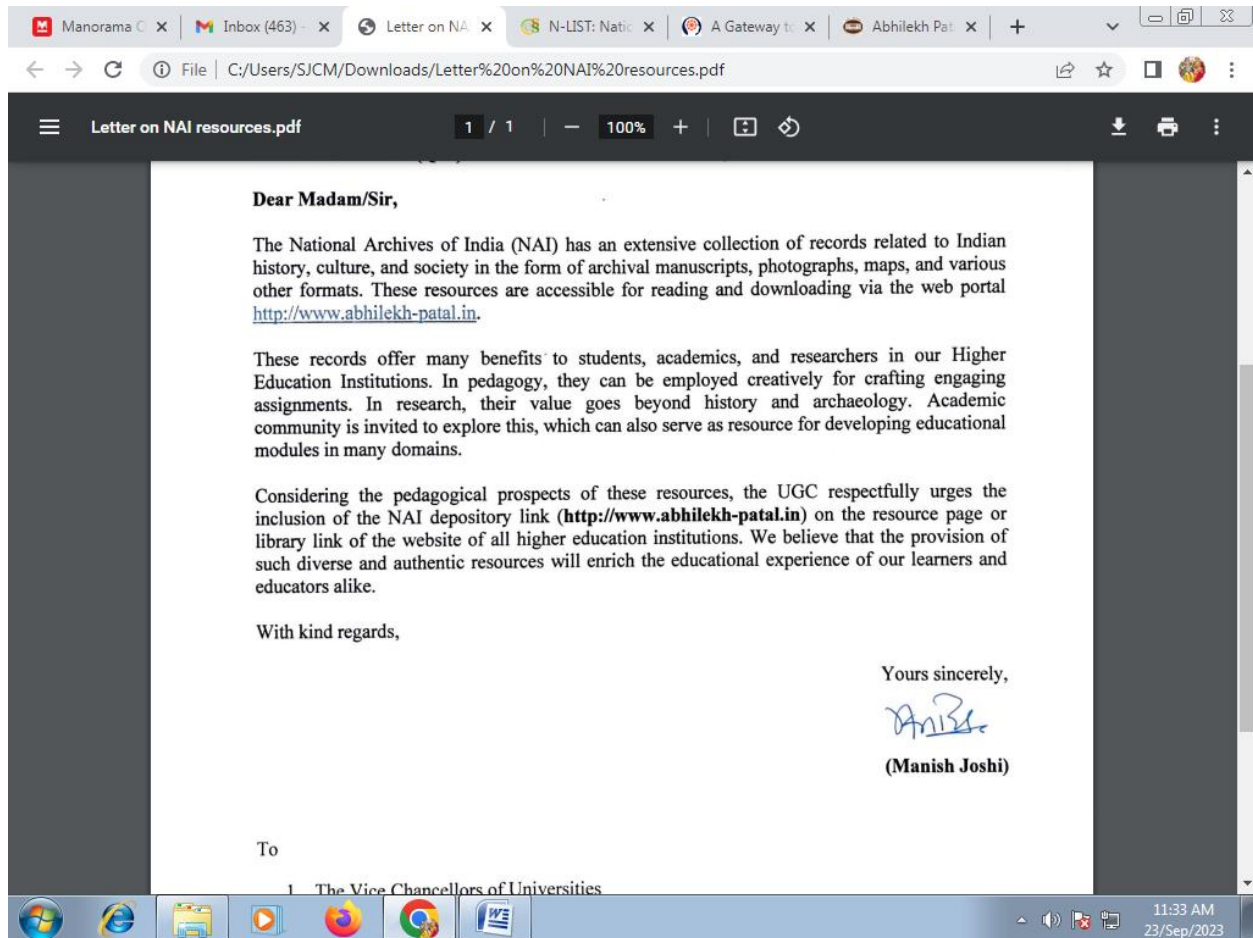 Manorama O
Inbox (463) -
Letter on NA
N-LIST: Natio
A Gateway to
Abhilekh Pat
File | C:/Users/SJCM/Downloads/Letter%20on%20NAI%20resources.pdf
Letter on NAI resources.pdf
1 / 1
100%
Dear Madam/Sir,
The National Archives of India (NAI) has an extensive collection of records related to Indian
history, culture, and society in the form of archival manuscripts, photographs, maps, and various
other formats. These resources are accessible for reading and downloading via the web portal
http://www.abhilekh-patal.in.
These records offer many benefits to students, academics, and researchers in our Higher
Education Institutions. In pedagogy, they can be employed creatively for crafting engaging
assignments. In research, their value goes beyond history and archaeology. Academic
community is invited to explore this, which can also serve as resource for developing educational
modules in many domains.
Considering the pedagogical prospects of these resources, the UGC respectfully urges the
inclusion of the NAI depository link (http://www.abhilekh-patal.in) on the resource page or
library link of the website of all higher education institutions. We believe that the provision of
such diverse and authentic resources will enrich the educational experience of our learners and
educators alike.
With kind regards,
Yours sincerely,
(Manish Joshi)
To
1 The Vice Chancellors of Universities
11:33 AM
23/Sep/2023